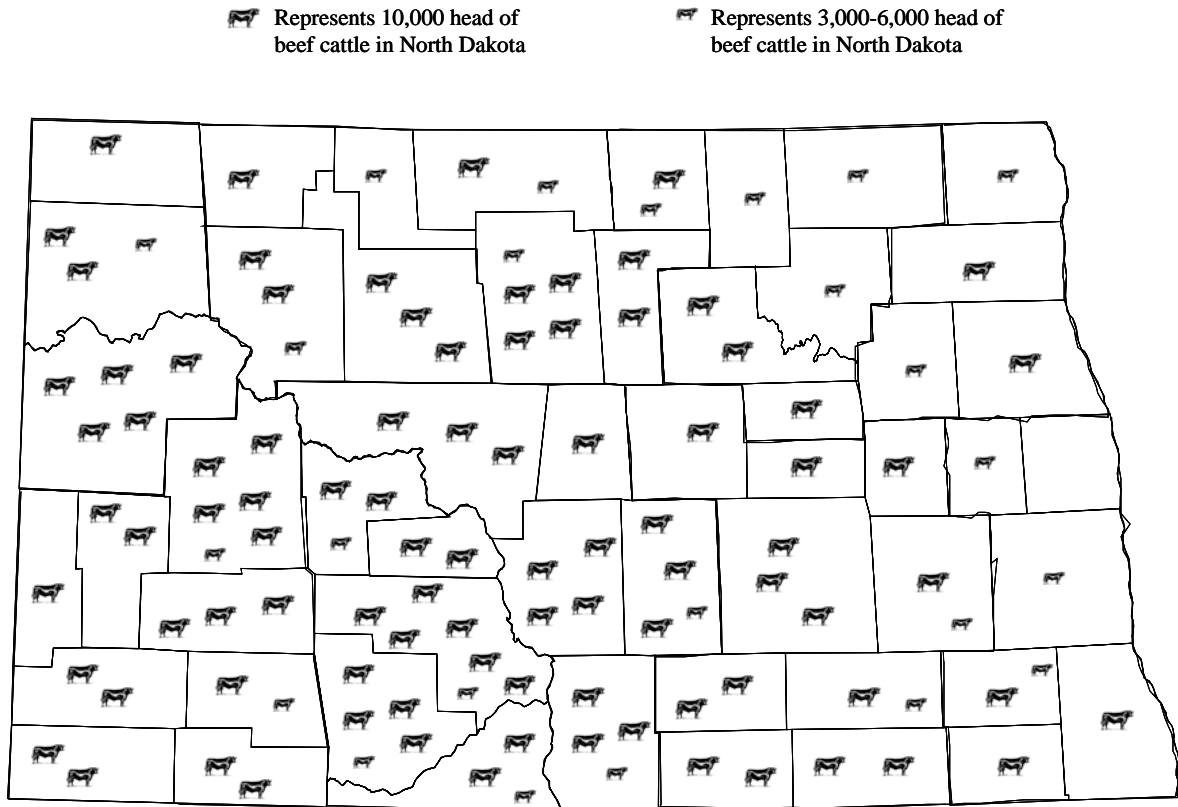 Represents 10,000 head of
beef cattle in North Dakota
Represents 3,000-6,000 head of
beef cattle in North Dakota